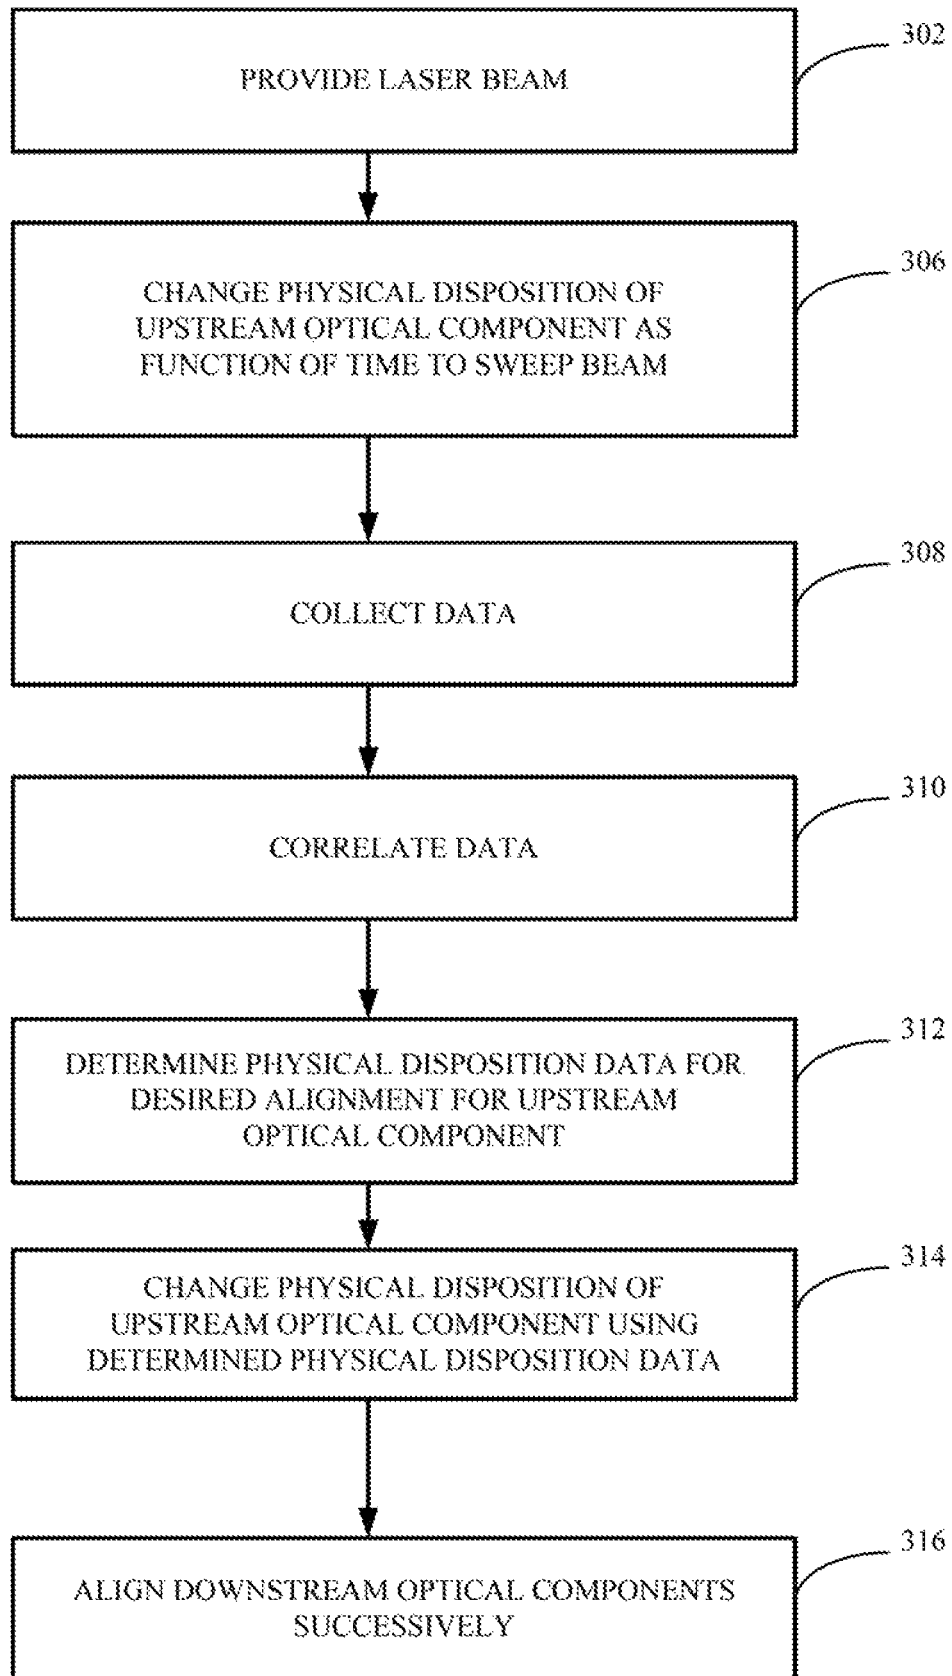 302
PROVIDE LASER BEAM
306
CHANGE PHYSICAL DISPOSITION OF
UPSTREAM OPTICAL COMPONENT AS
FUNCTION OF TIME TO SWEEP BEAM
308
COLLECT DATA
310
CORRELATE DATA
312
DETERMINE PHYSICAL DISPOSITION DATA FOR
DESIRED ALIGNMENT FOR UPSTREAM
OPTICAL COMPONENT
314
CHANGE PHYSICAL DISPOSITION OF
UPSTREAM OPTICAL COMPONENT USING
DETERMINED PHYSICAL DISPOSITION DATA
316
ALIGN DOWNSTREAM OPTICAL COMPONENTS
SUCCESSIVELY